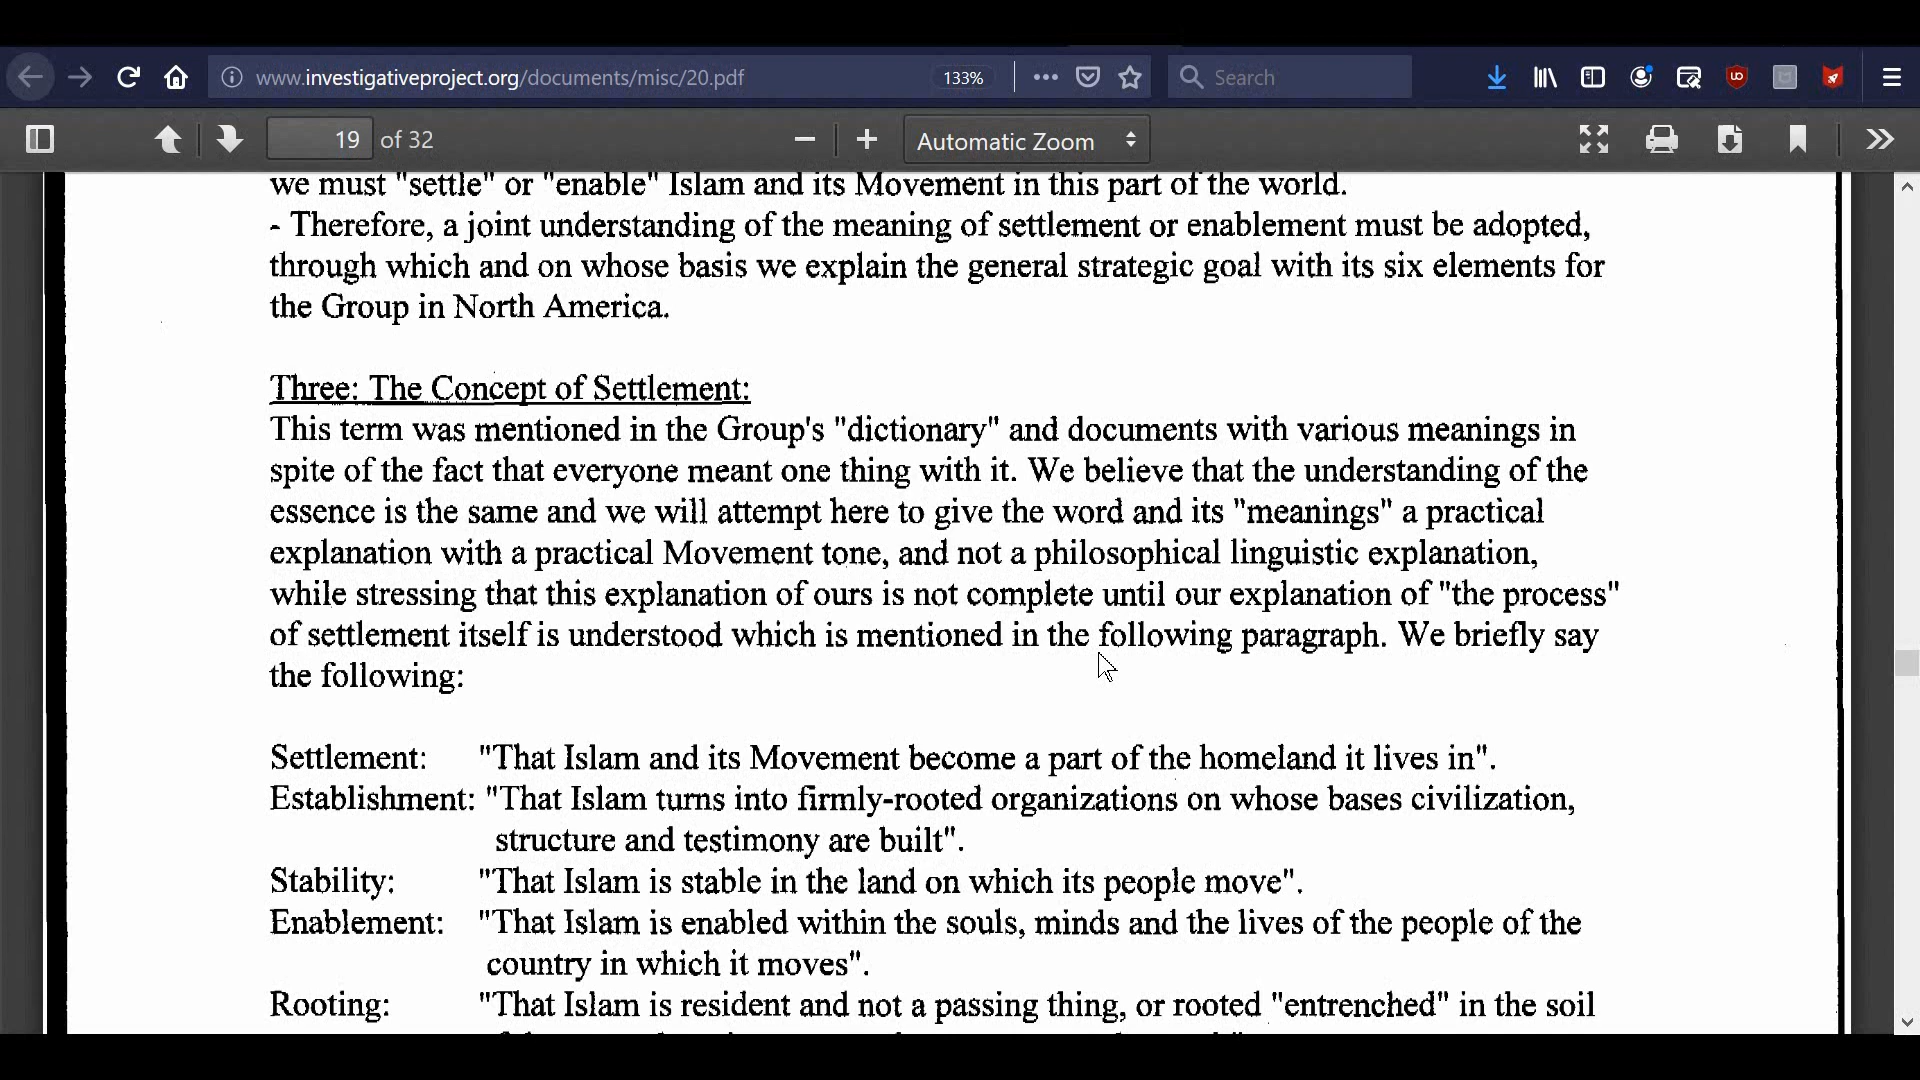 www.investigativeproject.org/documents/misc/20.pdf
133%
Search
19 of 32
Automatic Zoom
we must "settle" or "enable" Islam and its Movement in this part of the world.
- Therefore, a joint understanding of the meaning of settlement or enablement must be adopted,
through which and on whose basis we explain the general strategic goal with its six elements for
the Group in North America.
Three: The Concept of Settlement:
This term was mentioned in the Group's "dictionary" and documents with various meanings in
spite of the fact that everyone meant one thing with it. We believe that the understanding of the
essence is the same and we will attempt here to give the word and its "meanings" a practical
explanation with a practical Movement tone, and not a philosophical linguistic explanation,
while stressing that this explanation of ours is not complete until our explanation of "the process"
of settlement itself is understood which is mentioned in the following paragraph. We briefly say
the following:
Settlement: "That Islam and its Movement become a part of the homeland it lives in".
Establishment: "That Islam turns into firmly-rooted organizations on whose bases civilization,
structure and testimony are built".
Stability: "That Islam is stable in the land on which its people move".
Enablement: "That Islam is enabled within the souls, minds and the lives of the people of the
country in which it moves".
Rooting: "That Islam is resident and not a passing thing, or rooted "entrenched" in the soil